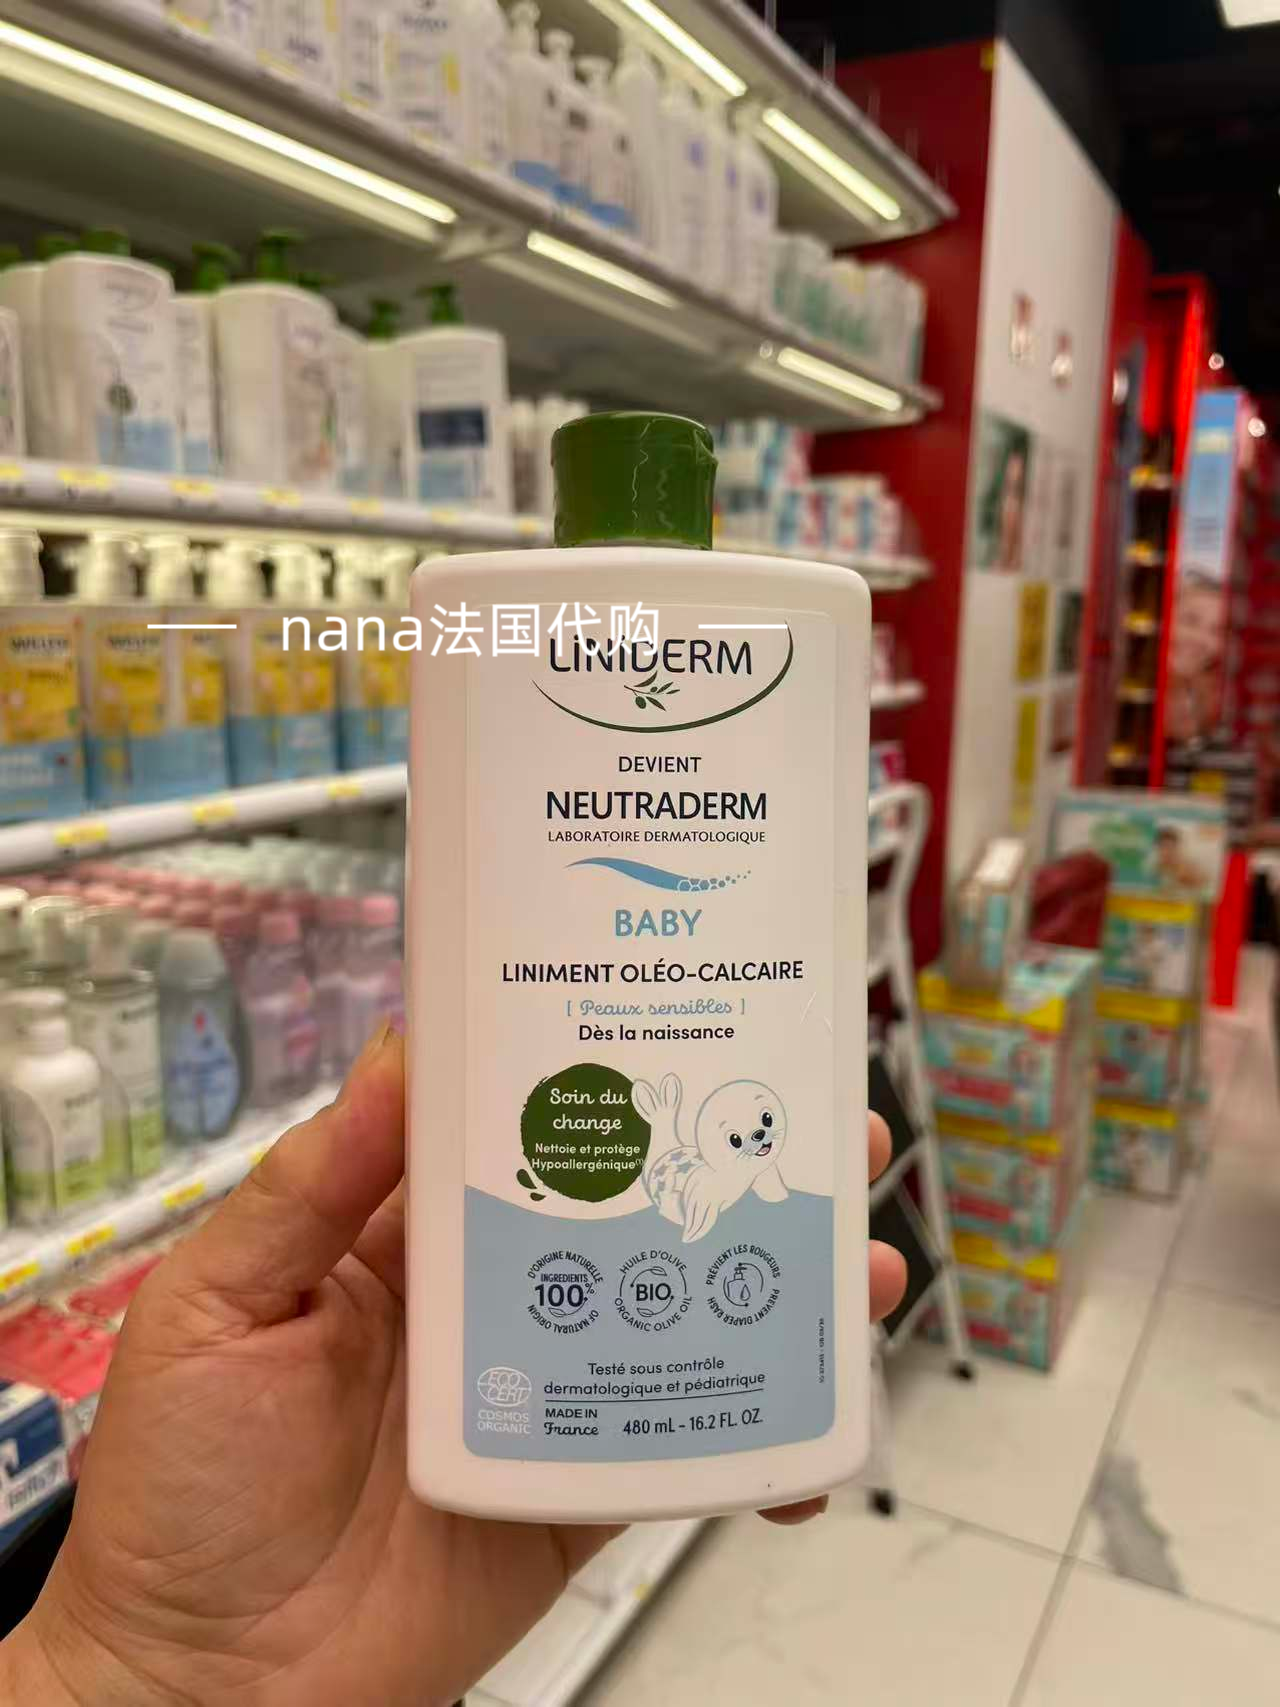 nana法国代购
LiNiDERM
DEVIENT
NEUTRADERM
LABORATOIRE DERMATOLOGIQUE
BABY
LINIMENT OLÉO-CALCAIRE
[ Peaux sensibles ]
Dès la naissance
Soin du
change
Nettoie et protège
Hypoallergénique(1)
D'ORIGINE NATURELLE
INGREDIENTS
100%
OF NATURAL ORIGIN
HUILE D'OLIVE
BIO
ORGANIC OLIVE OIL
PRÉVIENT LES ROUGEURS
PREVENT DIAPER RASH
Testé sous contrôle
dermatologique et pédiatrique
ECO
CERT
COSMOS
ORGANIC
MADE IN
France
480 mL - 16.2 FL. OZ.